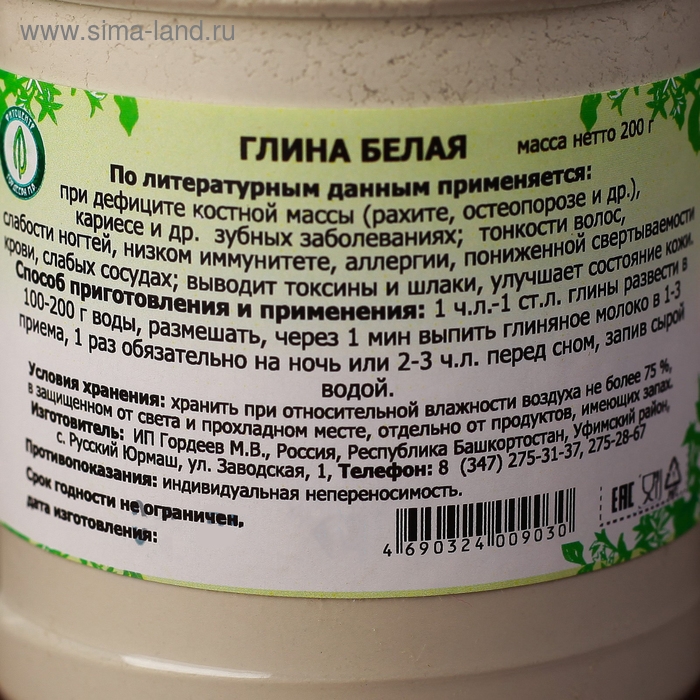 www.sima-land.ru
ГЛИНА БЕЛАЯ масса нетто 200 г
По литературным данным применяется:
при дефиците костной массы (рахите, остеопорозе и др.),
кариесе и др. зубных заболеваниях; тонкости волос,
слабости ногтей, низком иммунитете, аллергии, пониженной свертываемости
крови, слабых сосудах; выводит токсины и шлаки, улучшает состояние кожи.
Способ приготовления и применения: 1 ч.л.-1 ст.л. глины развести в
100-200 г воды, размешать, через 1 мин выпить глиняное молоко в 1-3
приема, 1 раз обязательно на ночь или 2-3 ч.л. перед сном, запив сырой
водой.
Условия хранения: хранить при относительной влажности воздуха не более 75 %,
в защищенном от света и прохладном месте, отдельно от продуктов, имеющих запах.
Изготовитель: ИП Гордеев М.В., Россия, Республика Башкортостан, Уфимский район,
с. Русский Юрмаш, ул. Заводская, 1, Телефон: 8 (347) 275-31-37, 275-28-67
Противопоказания: индивидуальная непереносимость.
Срок годности не ограничен,
дата изготовления:
EAC
4 690324 009030